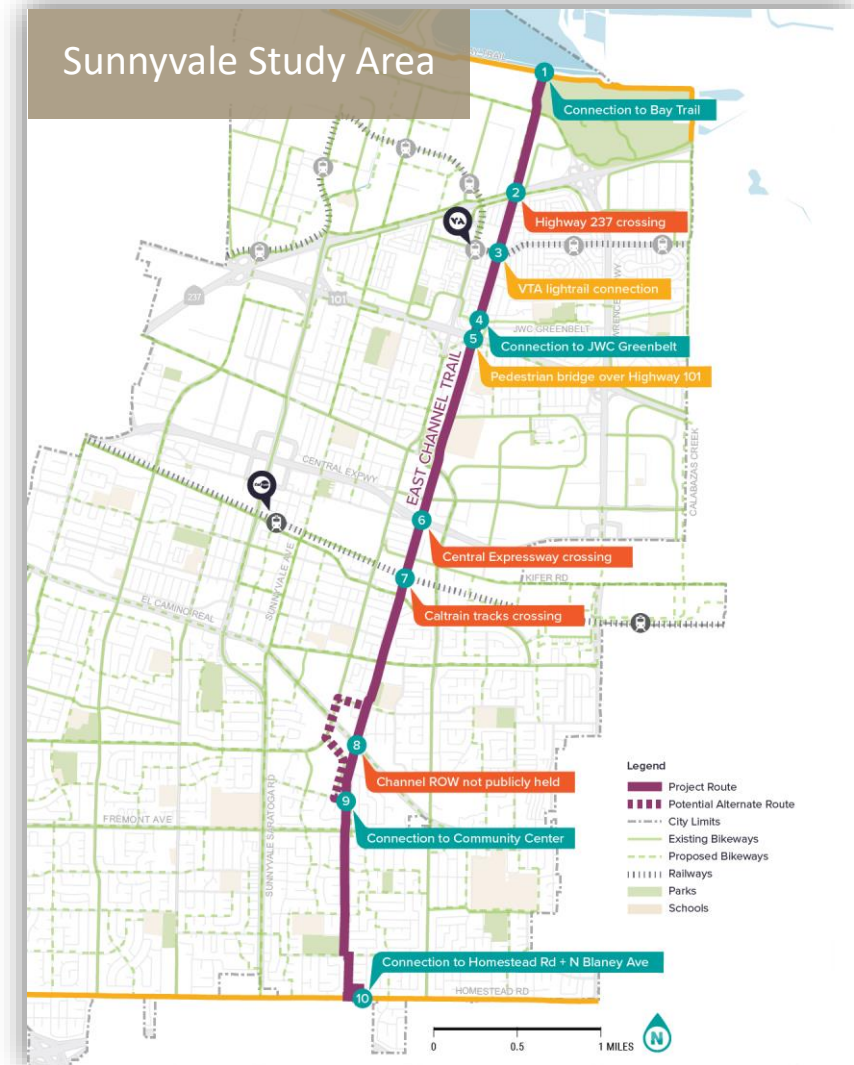 Sunnyvale Study Area
1
Connection to Bay Trail
2
Highway 237 crossing
VTA
3
VTA lightrail connection
237
101
4
JWC GREENBELT
Connection to JWC Greenbelt
5
Pedestrian bridge over Highway 101
EAST CHANNEL TRAIL
CALABAZAS CREEK
CENTRAL EXPWY
6
Central Expressway crossing
7
KIFER RD
Caltrain tracks crossing
SUNNYVALE AVE
EL CAMINO REAL
8
Channel ROW not publicly held
9
SUNNYVALE SARATOGA RD
FREMONT AVE
Connection to Community Center
Connection to Homestead Rd + N Blaney Ave
10
HOMESTEAD RD
Legend
Project Route
Potential Alternate Route
City Limits
Existing Bikeways
Proposed Bikeways
Railways
Parks
Schools
0
0.5
1 MILES
N